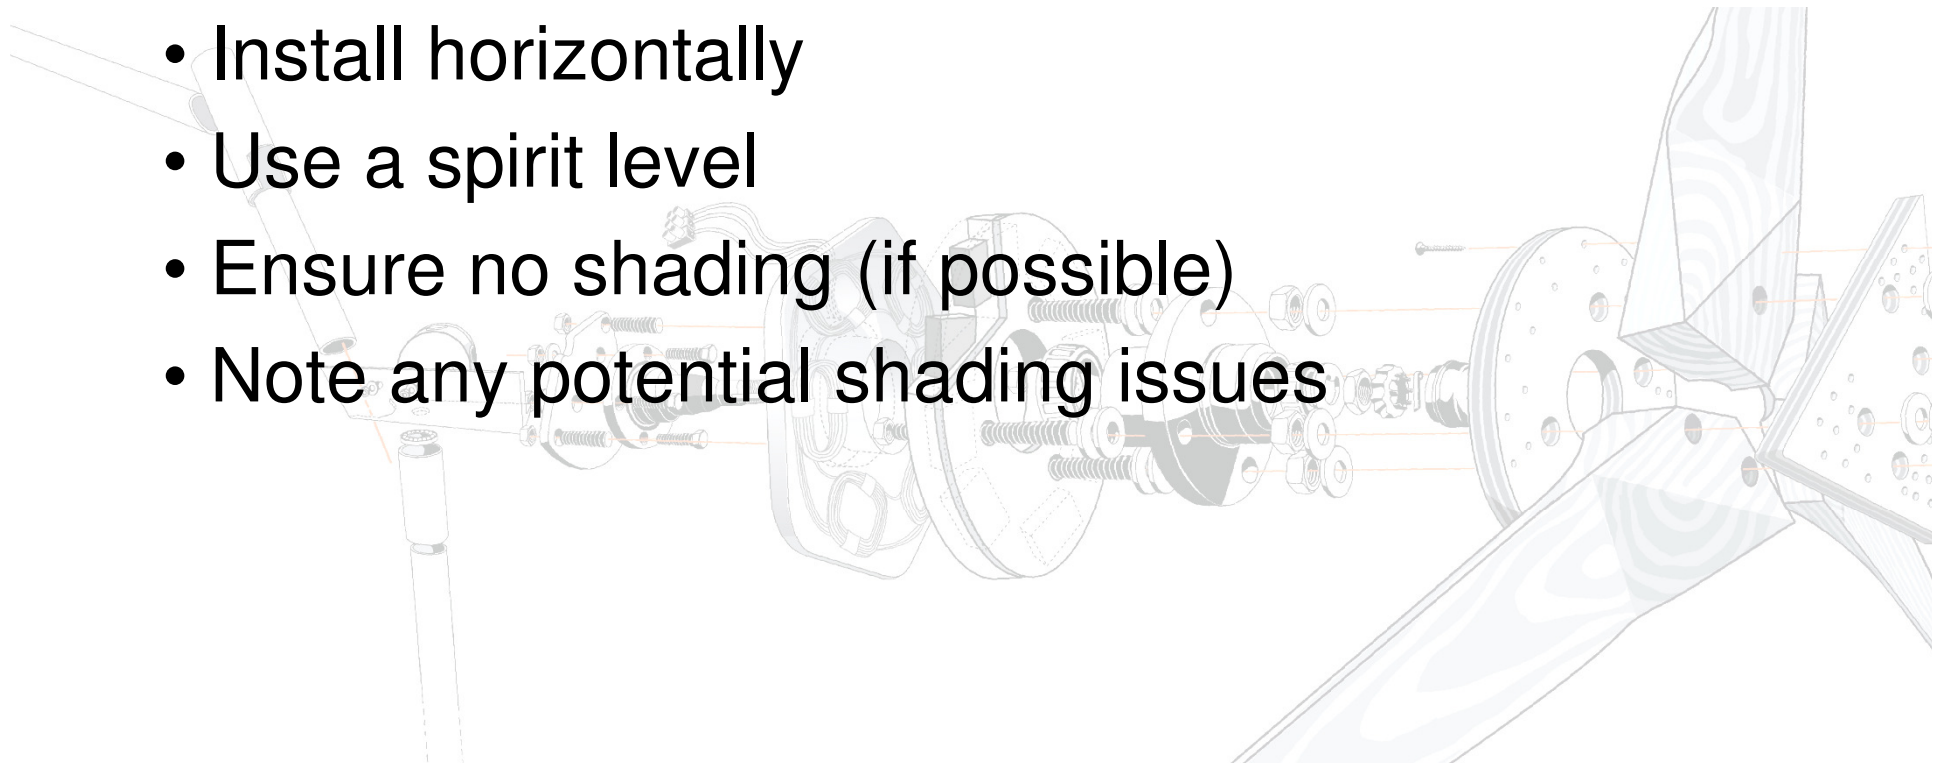 • Install horizontally
• Use a spirit level
• Ensure no shading (if possible)
• Note any potential shading issues